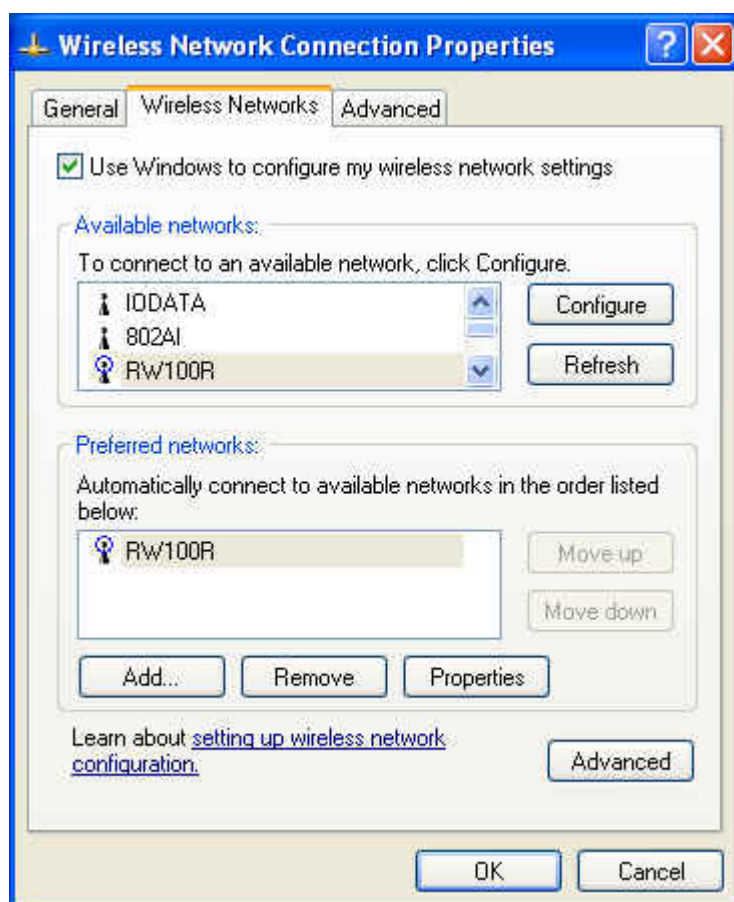 Wireless Network Connection Properties
General Wireless Networks Advanced
Use Windows to configure my wireless network settings
Available networks:
To connect to an available network, click Configure.
IODATA
Configure
802AI
RW100R
Refresh
Preferred networks:
Automatically connect to available networks in the order listed
below:
RW100R
Move up
Move down
Add... Remove Properties
Learn about setting up wireless network
configuration.
Advanced
OK Cancel